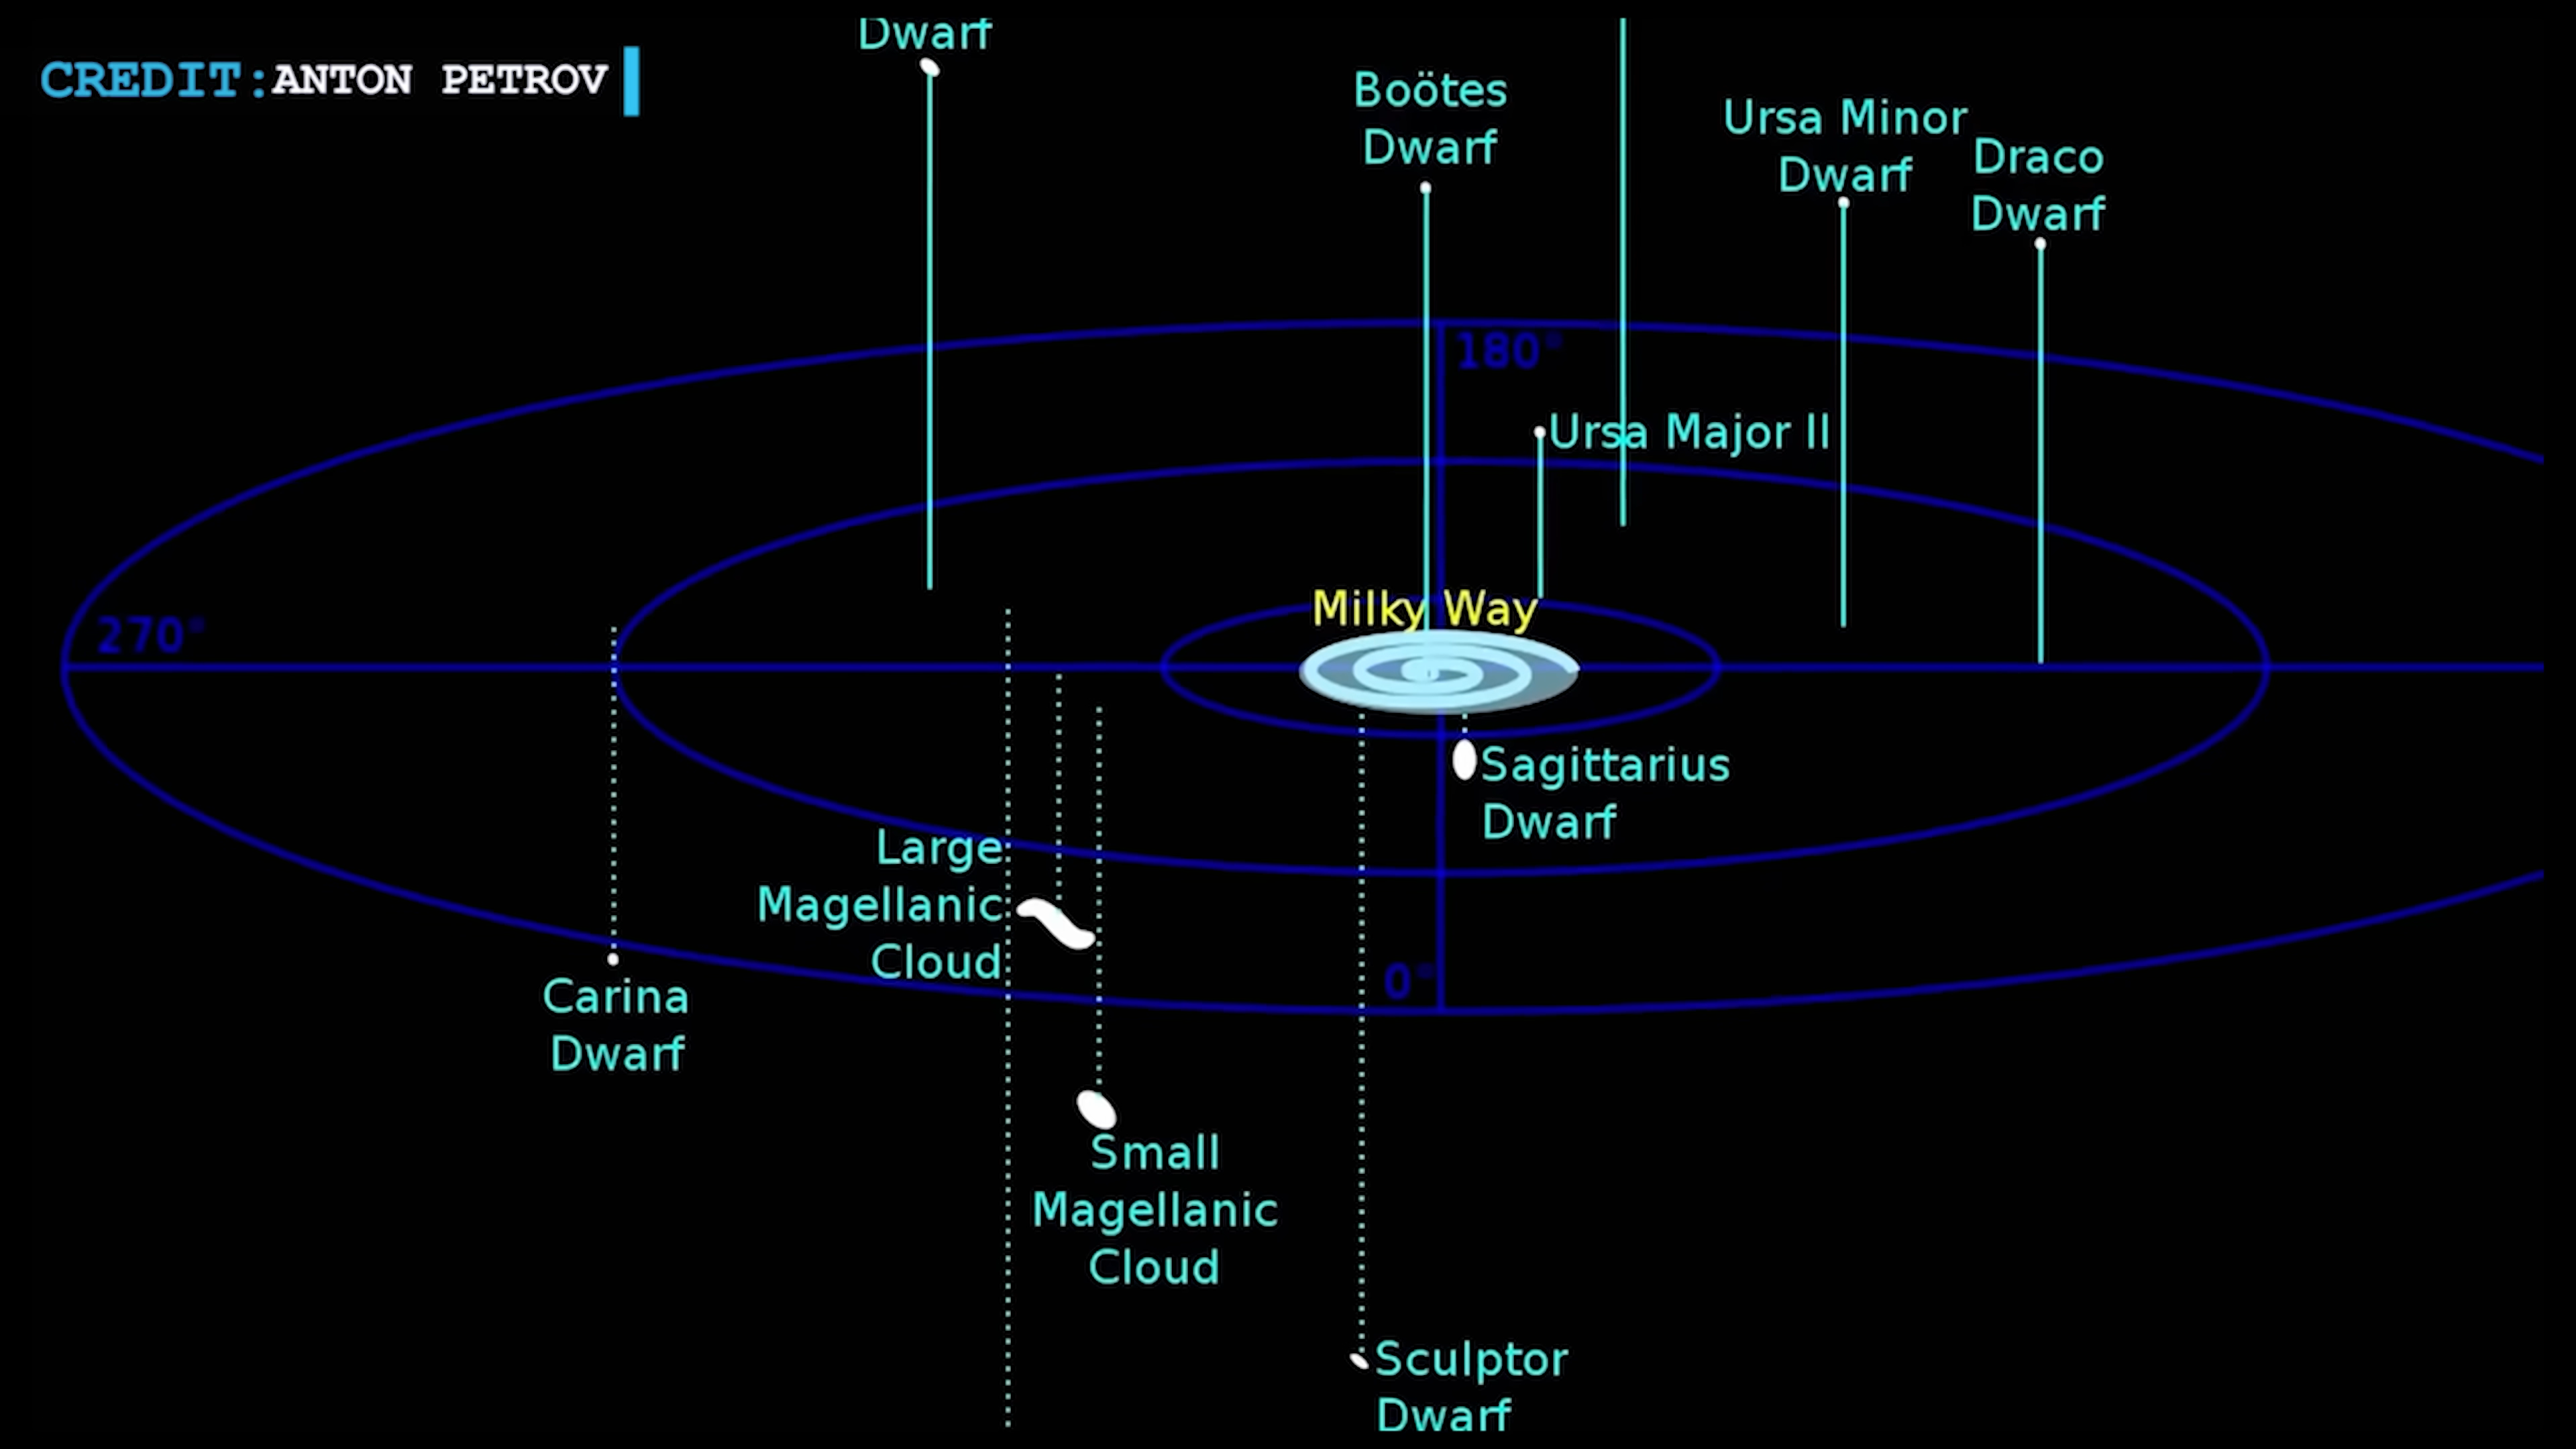 CREDIT:ANTON PETROV
Dwarf
Boötes
Dwarf
Ursa Minor
Dwarf
Draco
Dwarf
180°
Ursa Major II
Milky Way
270°
Sagittarius
Dwarf
Large
Magellanic
Cloud
0°
Carina
Dwarf
Small
Magellanic
Cloud
Sculptor
Dwarf